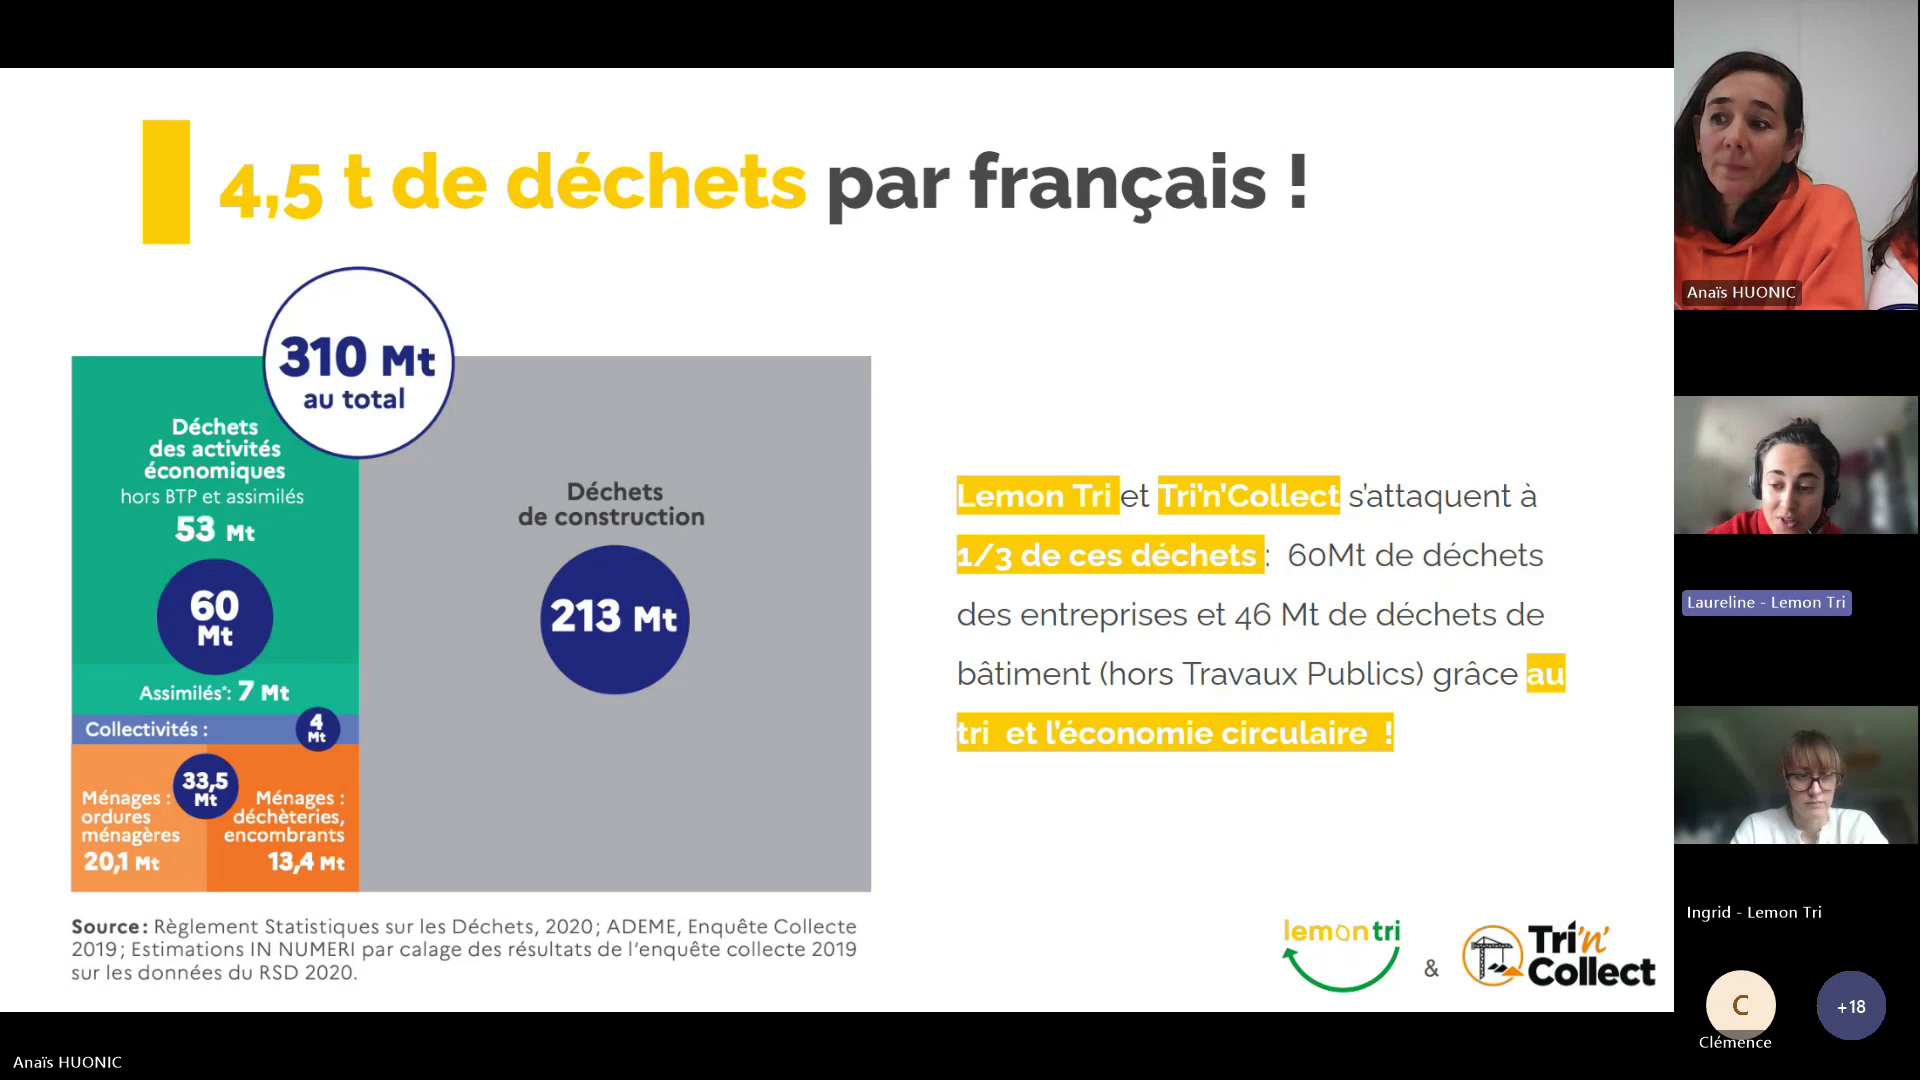 4,5 t de déchets par français !
310 Mt
au total
Déchets
des activités
économiques
hors BTP et assimilés
53 Mt
60
Mt
Assimilés*: 7 Mt
Collectivités :
4
Mt
33,5
Mt
Ménages :
ordures
ménagères
20,1 Mt
Ménages :
déchèteries,
encombrants
13,4 Mt
Déchets
de construction
213 Mt
Source : Règlement Statistiques sur les Déchets, 2020 ; ADEME, Enquête Collecte
2019 ; Estimations IN NUMERI par calage des résultats de l'enquête collecte 2019
sur les données du RSD 2020.
Lemon Tri et Tri'n'Collect s'attaquent à
1/3 de ces déchets :  60Mt de déchets
des entreprises et 46 Mt de déchets de
bâtiment (hors Travaux Publics) grâce au
tri  et l'économie circulaire  !
lemontri
&
Tri'n'
Collect
Anaïs HUONIC
Laureline - Lemon Tri
Ingrid - Lemon Tri
C
Clémence
+18
Anaïs HUONIC